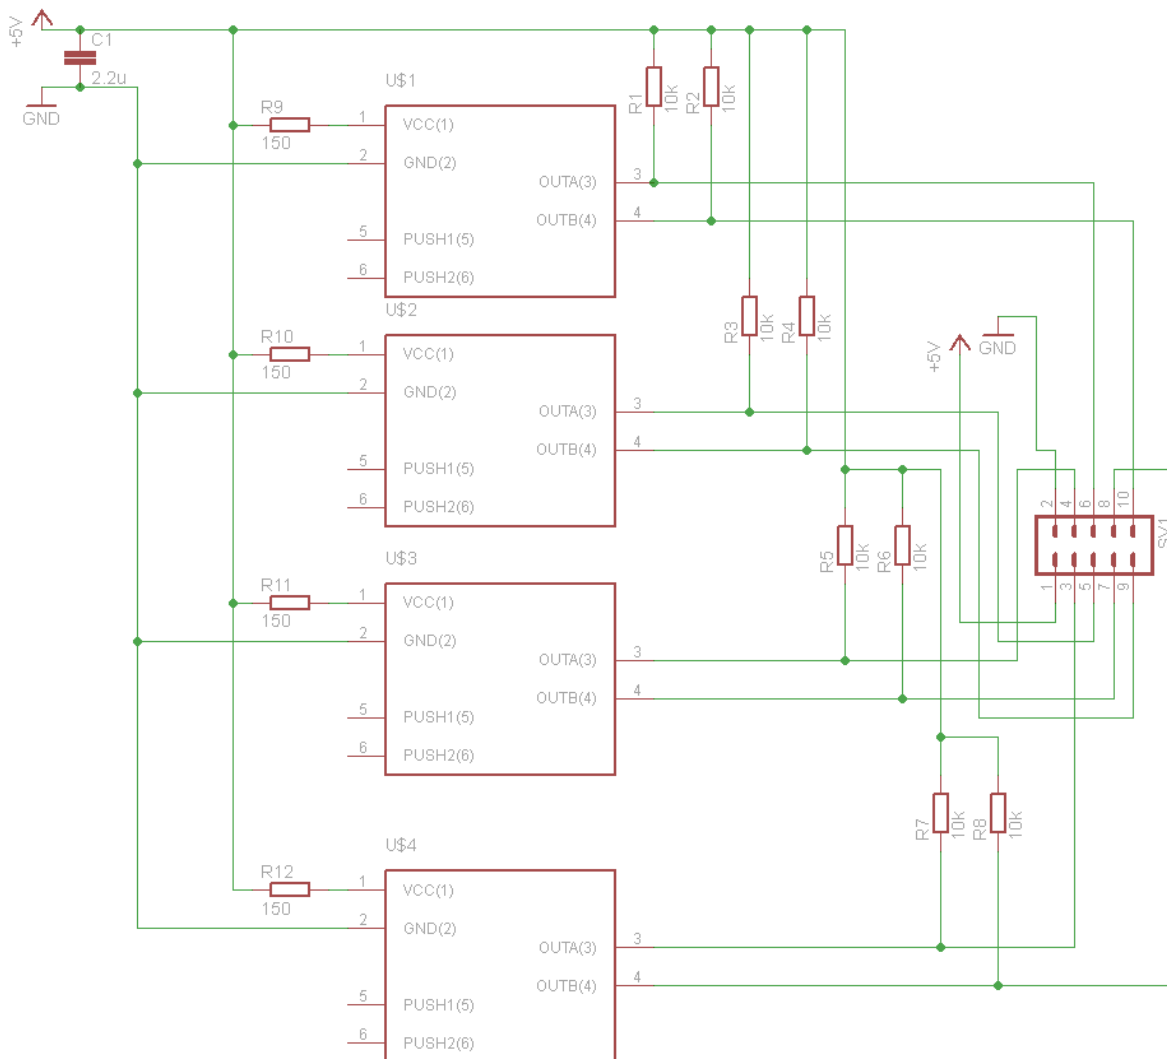 +5V
C1
2.2u
GND
U$1
R9
150
1
VCC(1)
2
GND(2)
OUTA(3)
3
OUTB(4)
4
5
PUSH1(5)
6
PUSH2(6)
R1
10k
R2
10k
U$2
R10
150
1
VCC(1)
2
GND(2)
OUTA(3)
3
OUTB(4)
4
5
PUSH1(5)
6
PUSH2(6)
R3
10k
R4
10k
+5V
GND
U$3
R11
150
1
VCC(1)
2
GND(2)
OUTA(3)
3
OUTB(4)
4
5
PUSH1(5)
6
PUSH2(6)
R5
10k
R6
10k
2
4
6
8
10
SV1
1
3
5
7
9
U$4
R12
150
1
VCC(1)
2
GND(2)
OUTA(3)
3
OUTB(4)
4
5
PUSH1(5)
6
PUSH2(6)
R7
10k
R8
10k